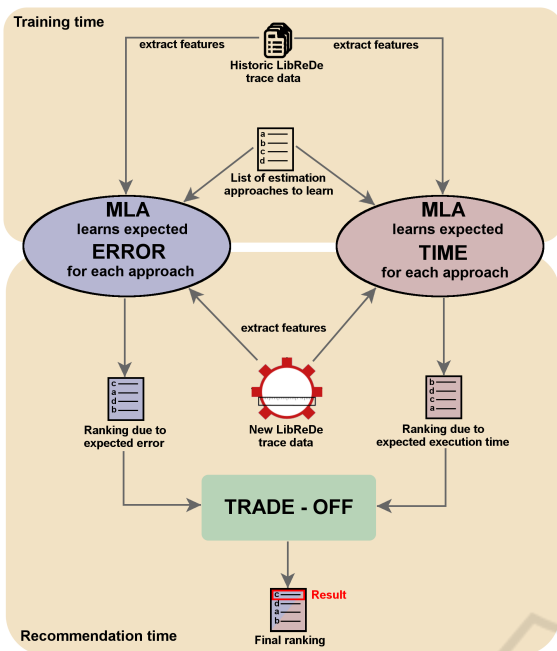 Training time
extract features
extract features
Historic LibReDe
trace data
a
b
c
d
List of estimation
approaches to learn
MLA
learns expected
ERROR
for each approach
MLA
learns expected
TIME
for each approach
extract features
c
a
d
b
Ranking due to
expected error
New LibReDe
trace data
b
d
c
a
Ranking due to
expected execution time
TRADE - OFF
c
d
a
b
Result
Final ranking
Recommendation time